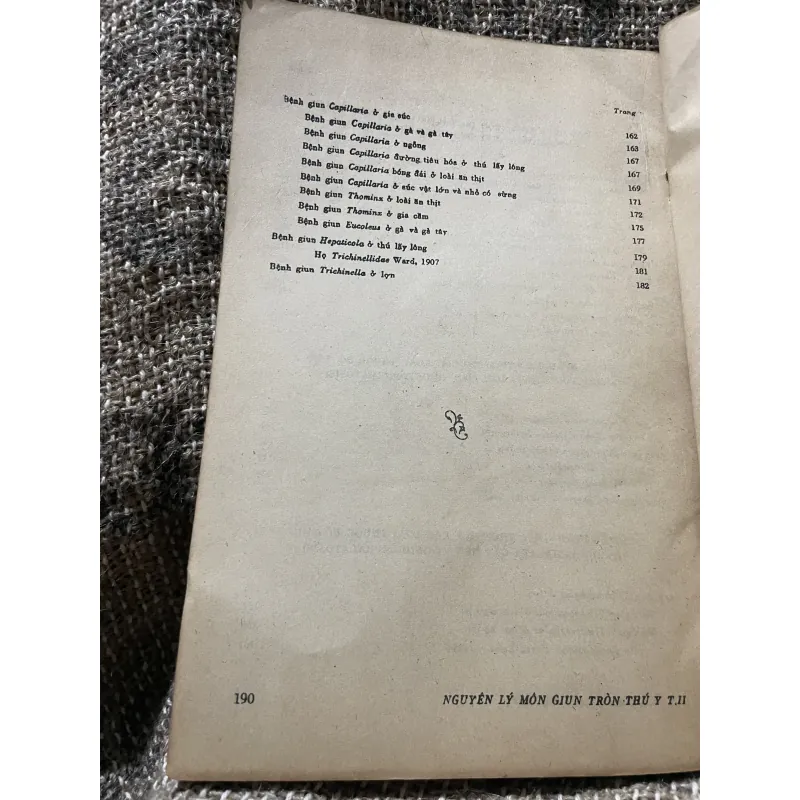 Trang
Bệnh giun Capillaria ở gia súc 162
Bệnh giun Capillaria ở gà và gà tây 163
Bệnh giun Capillaria ở ngỗng 167
Bệnh giun Capillaria đường tiêu hóa ở thú lấy lông 167
Bệnh giun Capillaria bóng đái ở loài ăn thịt 169
Bệnh giun Capillaria ở súc vật lớn và nhỏ có sừng 171
Bệnh giun Thominx ở loài ăn thịt 172
Bệnh giun Thominx ở gia cầm 175
Bệnh giun Eucoleus ở gà và gà tây 177
Bệnh giun Hepaticola ở thú lấy lông 179
Họ Trichinellidae Ward, 1907 181
Bệnh giun Trichinella ở lợn 182
190 NGUYÊN LÝ MÔN GIUN TRÒN THÚ Y T.II